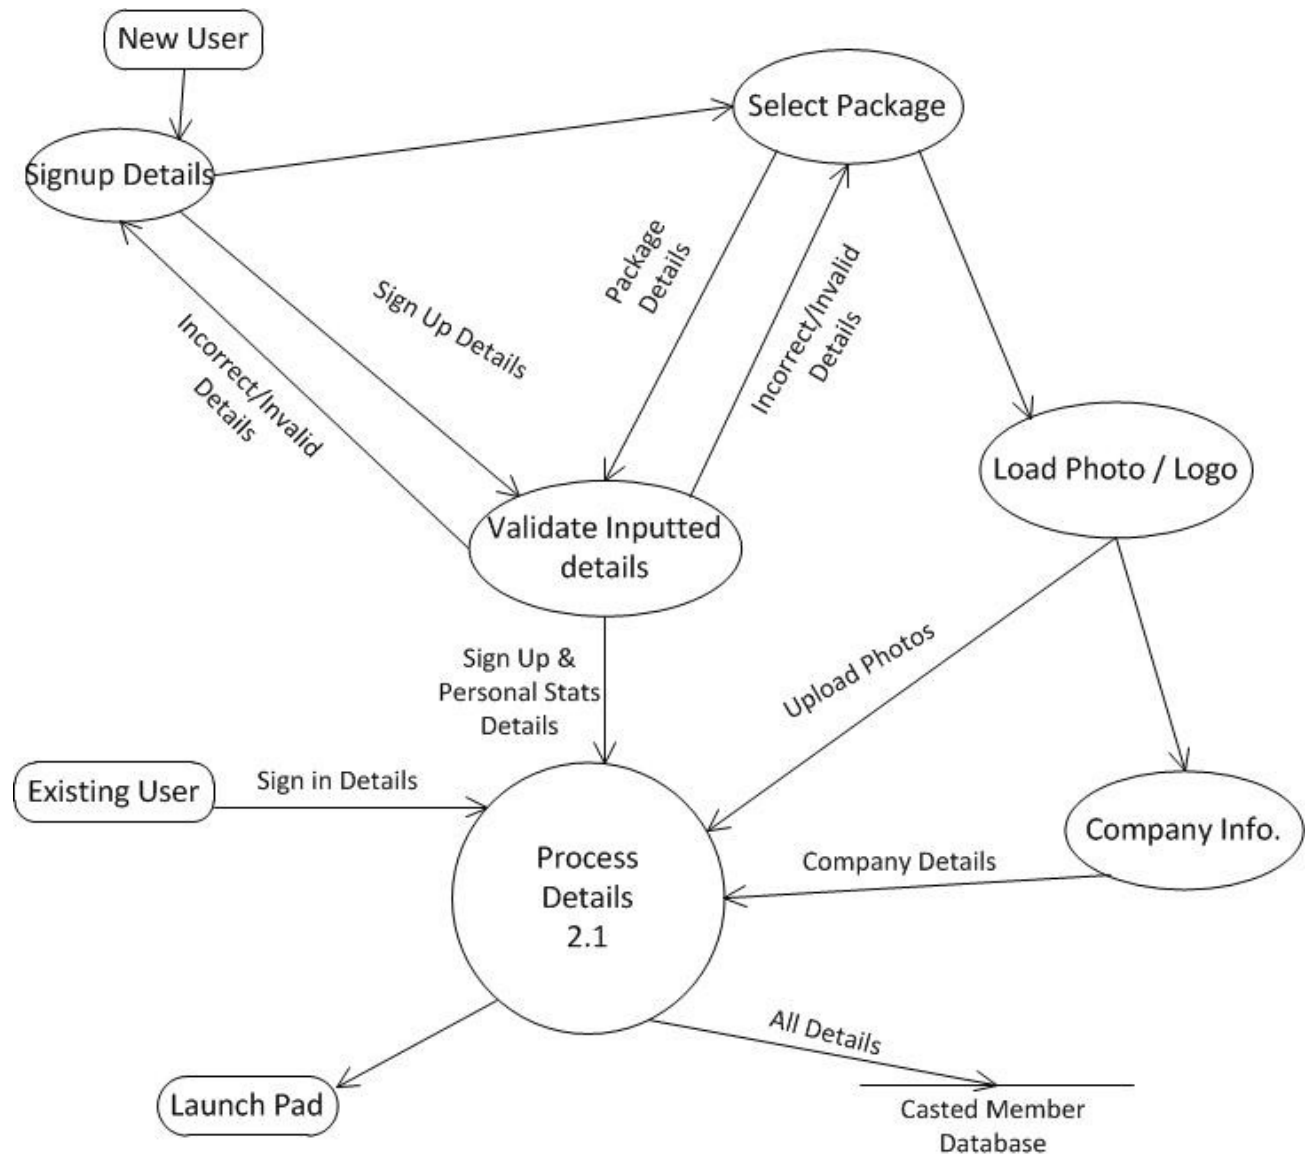 New User
Select Package
Signup Details
Package
Details
Sign Up Details
Incorrect/Invalid
Details
Incorrect/Invalid
Details
Load Photo / Logo
Validate Inputted
details
Sign Up &
Personal Stats
Details
Upload Photos
Existing User
Sign in Details
Company Info.
Process
Details
2.1
Company Details
All Details
Launch Pad
Casted Member
Database